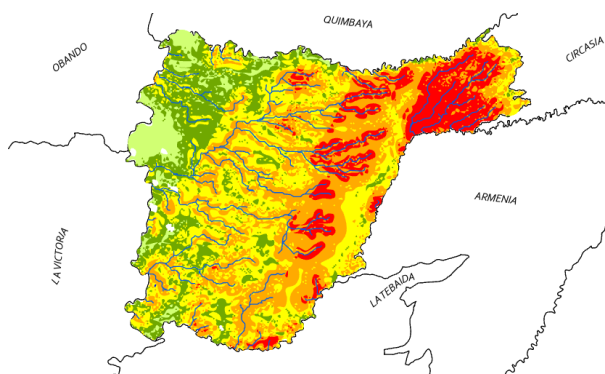 QUIMBAYA
OBANDO
CIRCASIA
ARMENIA
LA VICTORIA
LA TEBAIDA